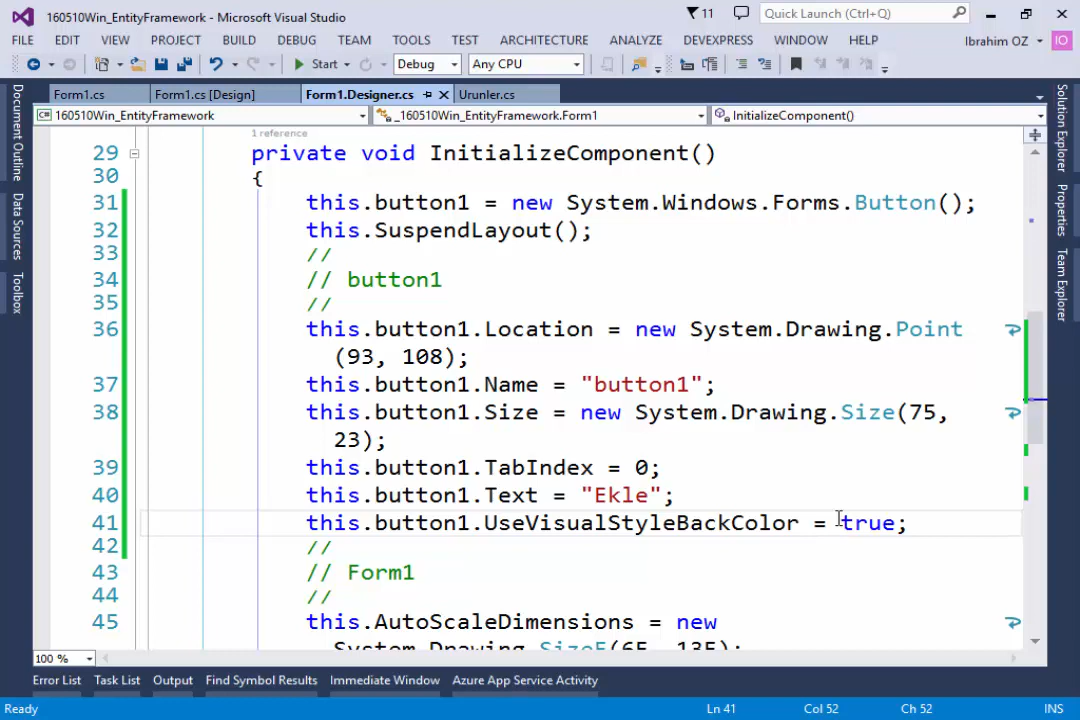 160510Win_EntityFramework - Microsoft Visual Studio
11
Quick Launch (Ctrl+Q)
FILE EDIT VIEW PROJECT BUILD DEBUG TEAM TOOLS TEST ARCHITECTURE ANALYZE DEVEXPRESS WINDOW HELP
Ibrahim OZ
IO
Start
Debug
Any CPU
Form1.cs
Form1.cs [Design]
Form1.Designer.cs
Urunler.cs
160510Win_EntityFramework
_160510Win_EntityFramework.Form1
InitializeComponent()
Document Outline
Data Sources
Toolbox
Solution Explorer
Properties
Team Explorer
1 reference
29 private void InitializeComponent()
30 {
31 this.button1 = new System.Windows.Forms.Button();
32 this.SuspendLayout();
33 //
34 // button1
35 //
36 this.button1.Location = new System.Drawing.Point
(93, 108);
37 this.button1.Name = "button1";
38 this.button1.Size = new System.Drawing.Size(75,
23);
39 this.button1.TabIndex = 0;
40 this.button1.Text = "Ekle";
41 this.button1.UseVisualStyleBackColor = true;
42 //
43 // Form1
44 //
45 this.AutoScaleDimensions = new
System.Drawing.SizeF(6F, 13F);
100 %
Error List Task List Output Find Symbol Results Immediate Window Azure App Service Activity
Ready
Ln 41
Col 52
Ch 52
INS